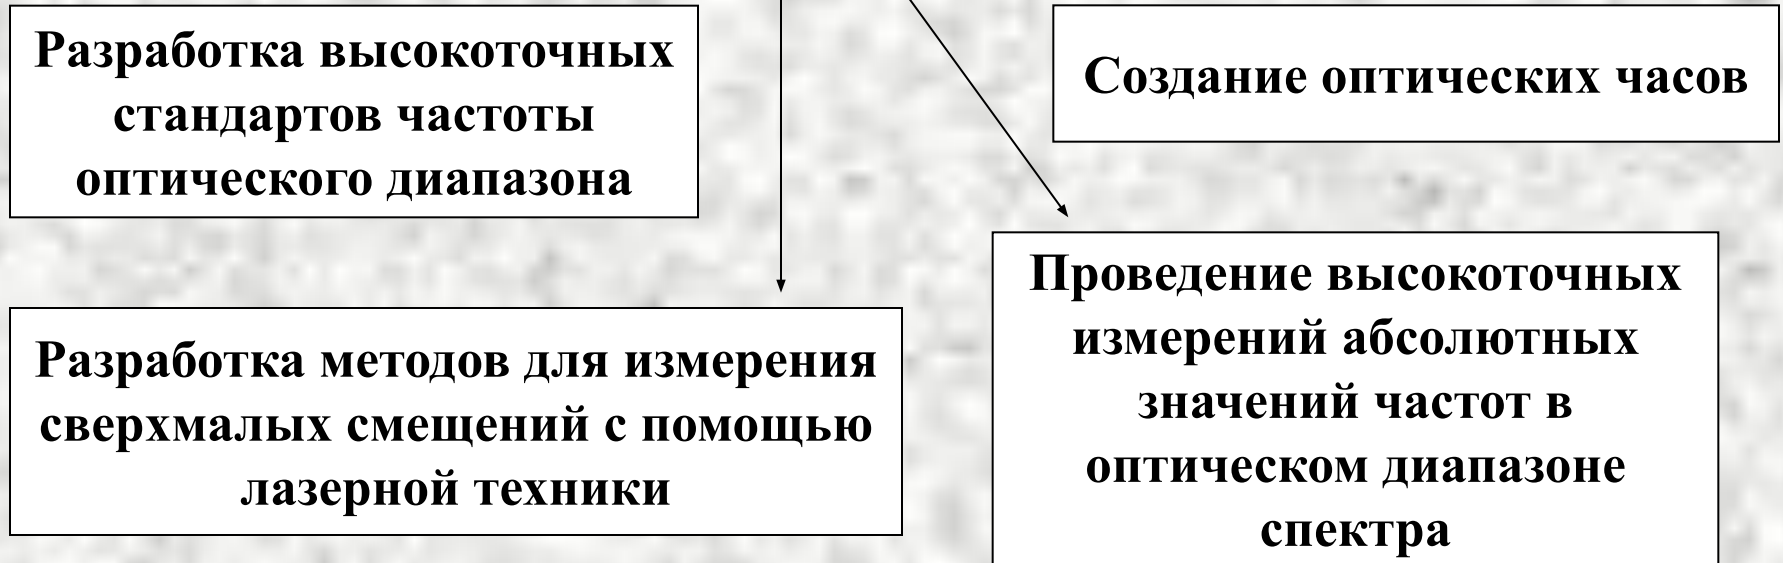 Разработка высокоточных
стандартов частоты
оптического диапазона
Создание оптических часов
Разработка методов для измерения
сверхмалых смещений с помощью
лазерной техники
Проведение высокоточных
измерений абсолютных
значений частот в
оптическом диапазоне
спектра